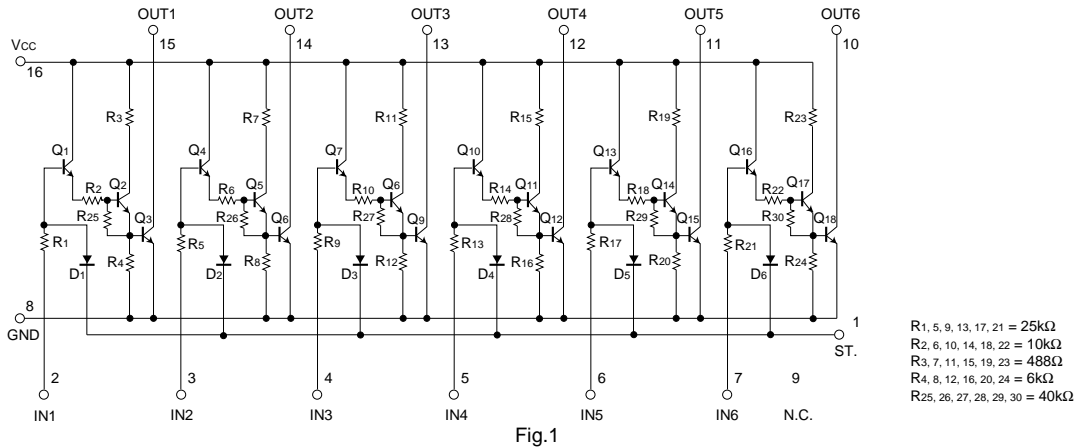 OUT1 OUT2 OUT3 OUT4 OUT5 OUT6
15 14 13 12 11 10
Vcc
16
R3 R7 R11 R15 R19 R23
Q1 Q4 Q7 Q10 Q13 Q16
R2 Q2 R6 Q5 R10 Q6 R14 Q11 R18 Q14 R22 Q17
R25 Q3 R26 Q6 R27 Q9 R28 Q12 R29 Q15 R30 Q18
R1 R4 R5 R8 R9 R12 R13 R16 R17 R20 R21 R24
D1 D2 D3 D4 D5 D6
8
GND
1
ST.
2 3 4 5 6 7 9
IN1 IN2 IN3 IN4 IN5 IN6 N.C.
R1, 5, 9, 13, 17, 21 = 25kΩ
R2, 6, 10, 14, 18, 22 = 10kΩ
R3, 7, 11, 15, 19, 23 = 488Ω
R4, 8, 12, 16, 20, 24 = 6kΩ
R25, 26, 27, 28, 29, 30 = 40kΩ
Fig.1